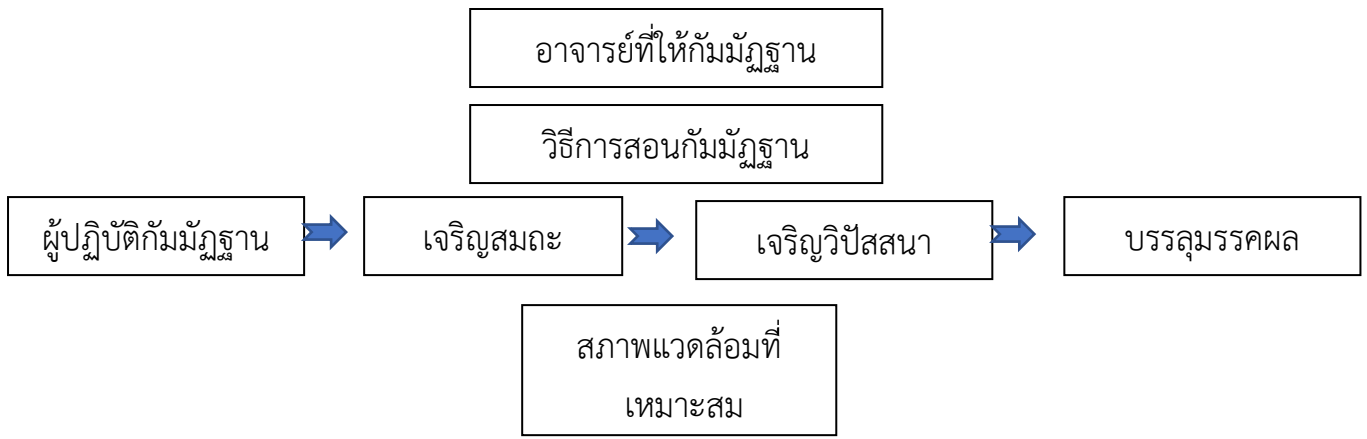 อาจารย์ที่ให้กัมมัฏฐาน
วิธีการสอนกัมมัฏฐาน
ผู้ปฏิบัติกัมมัฏฐาน
เจริญสมถะ
เจริญวิปัสสนา
บรรลุมรรคผล
สภาพแวดล้อมที่
เหมาะสม